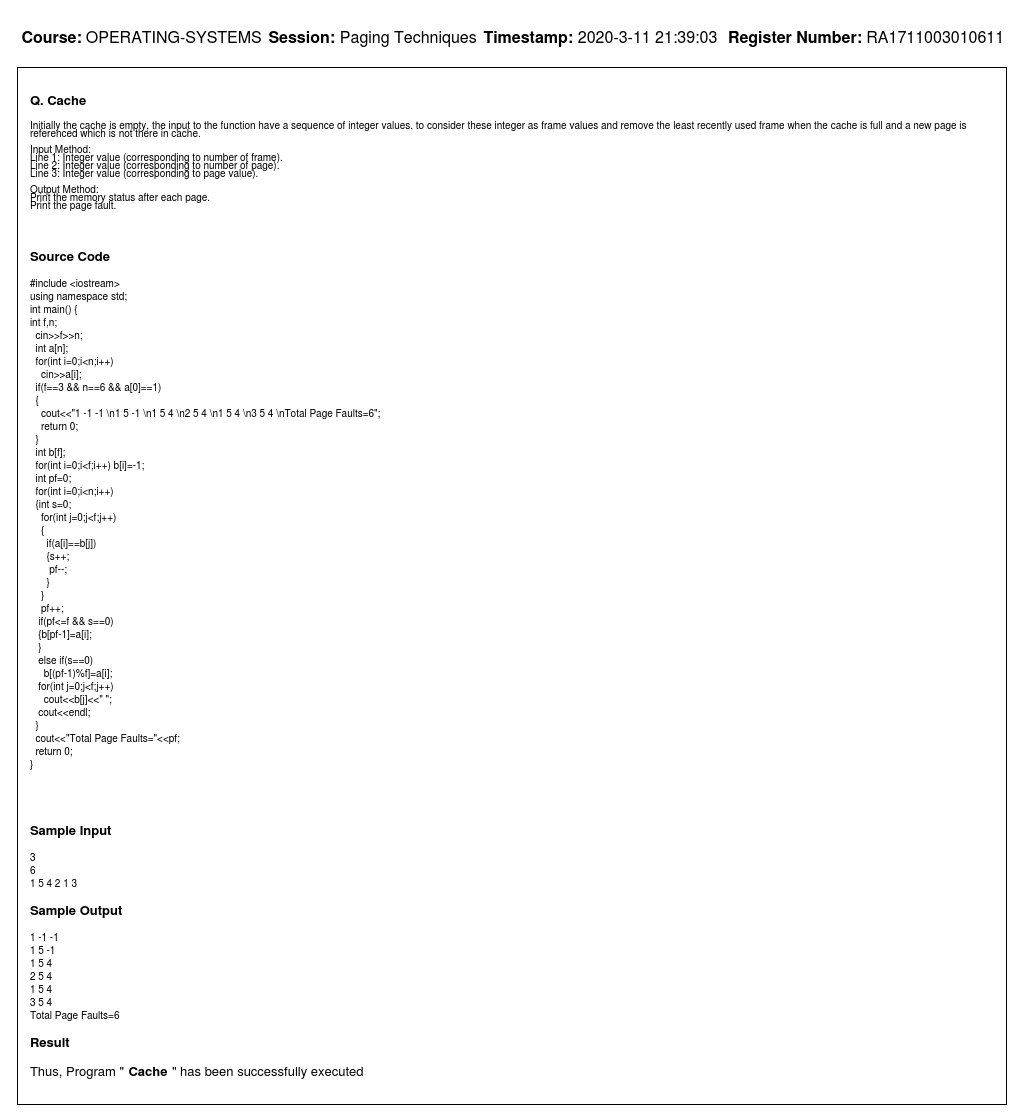 Course: OPERATING-SYSTEMS Session: Paging Techniques Timestamp: 2020-3-11 21:39:03 Register Number: RA1711003010611
Q. Cache
Initially the cache is empty, the input to the function have a sequence of integer values. to consider these integer as frame values and remove the least recently used frame when the cache is full and a new page is
referenced which is not there in cache.
Input Method:
Line 1: Integer value (corresponding to number of frame).
Line 2: Integer value (corresponding to number of page).
Line 3: Integer value (corresponding to page value).
Output Method:
Print the memory status after each page.
Print the page fault.
Source Code
#include <iostream>
using namespace std;
int main() {
int f,n;
  cin>>f>>n;
  int a[n];
  for(int i=0;i<n;i++)
    cin>>a[i];
  if(f==3 && n==6 && a[0]==1)
  {
    cout<<"1 -1 -1 \n1 5 -1 \n1 5 4 \n2 5 4 \n1 5 4 \n3 5 4 \nTotal Page Faults=6";
    return 0;
  }
  int b[f];
  for(int i=0;i<f;i++) b[i]=-1;
  int pf=0;
  for(int i=0;i<n;i++)
  {int s=0;
    for(int j=0;j<f;j++)
    {
      if(a[i]==b[j])
      {s++;
       pf--;
      }
    }
    pf++;
   if(pf<=f && s==0)
   {b[pf-1]=a[i];
   }
   else if(s==0)
     b[(pf-1)%f]=a[i];
   for(int j=0;j<f;j++)
     cout<<b[j]<<" ";
   cout<<endl;
  }
  cout<<"Total Page Faults="<<pf;
  return 0;
}
Sample Input
3
6
1 5 4 2 1 3
Sample Output
1 -1 -1
1 5 -1
1 5 4
2 5 4
1 5 4
3 5 4
Total Page Faults=6
Result
Thus, Program " Cache " has been successfully executed